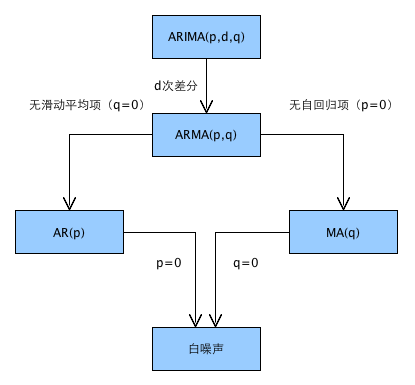 ARIMA(p,d,q)
d次差分
无滑动平均项（q=0）
无自回归项（p=0）
ARMA(p,q)
AR(p)
MA(q)
p=0
q=0
白噪声